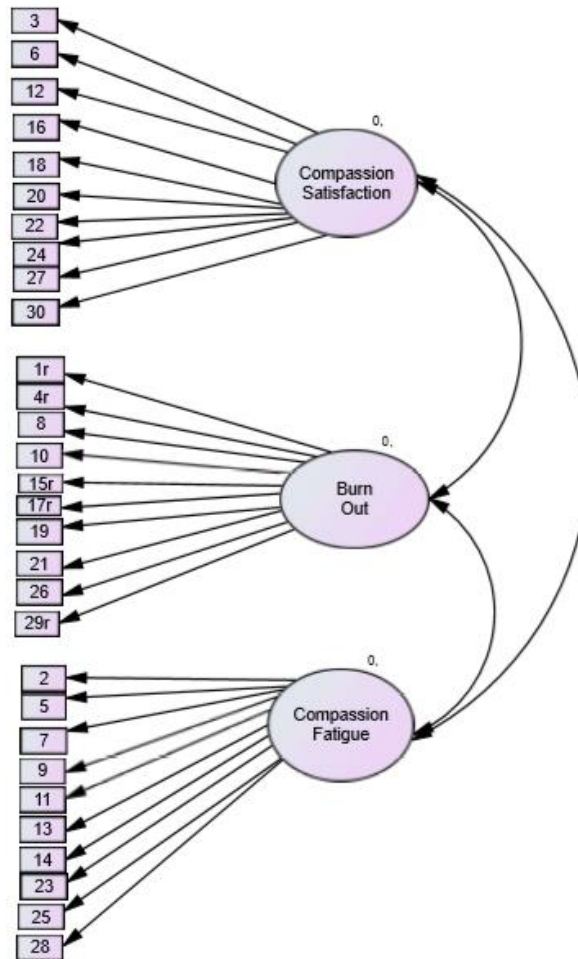 3
6
12
16
18
20
22
24
27
30
0,
Compassion
Satisfaction
1r
4r
8
10
15r
17r
19
21
26
29r
0,
Burn
Out
2
5
7
9
11
13
14
23
25
28
0,
Compassion
Fatigue